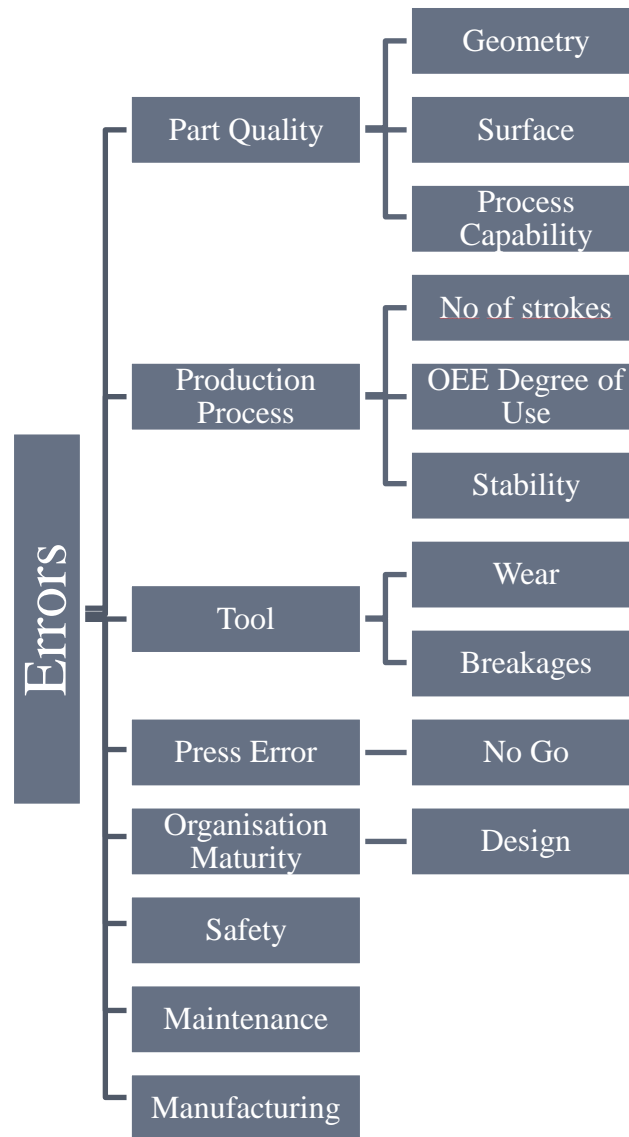 Errors
Part Quality
Geometry
Surface
Process
Capability
Production
Process
No of strokes
OEE Degree of
Use
Stability
Tool
Wear
Breakages
Press Error
No Go
Organisation
Maturity
Design
Safety
Maintenance
Manufacturing